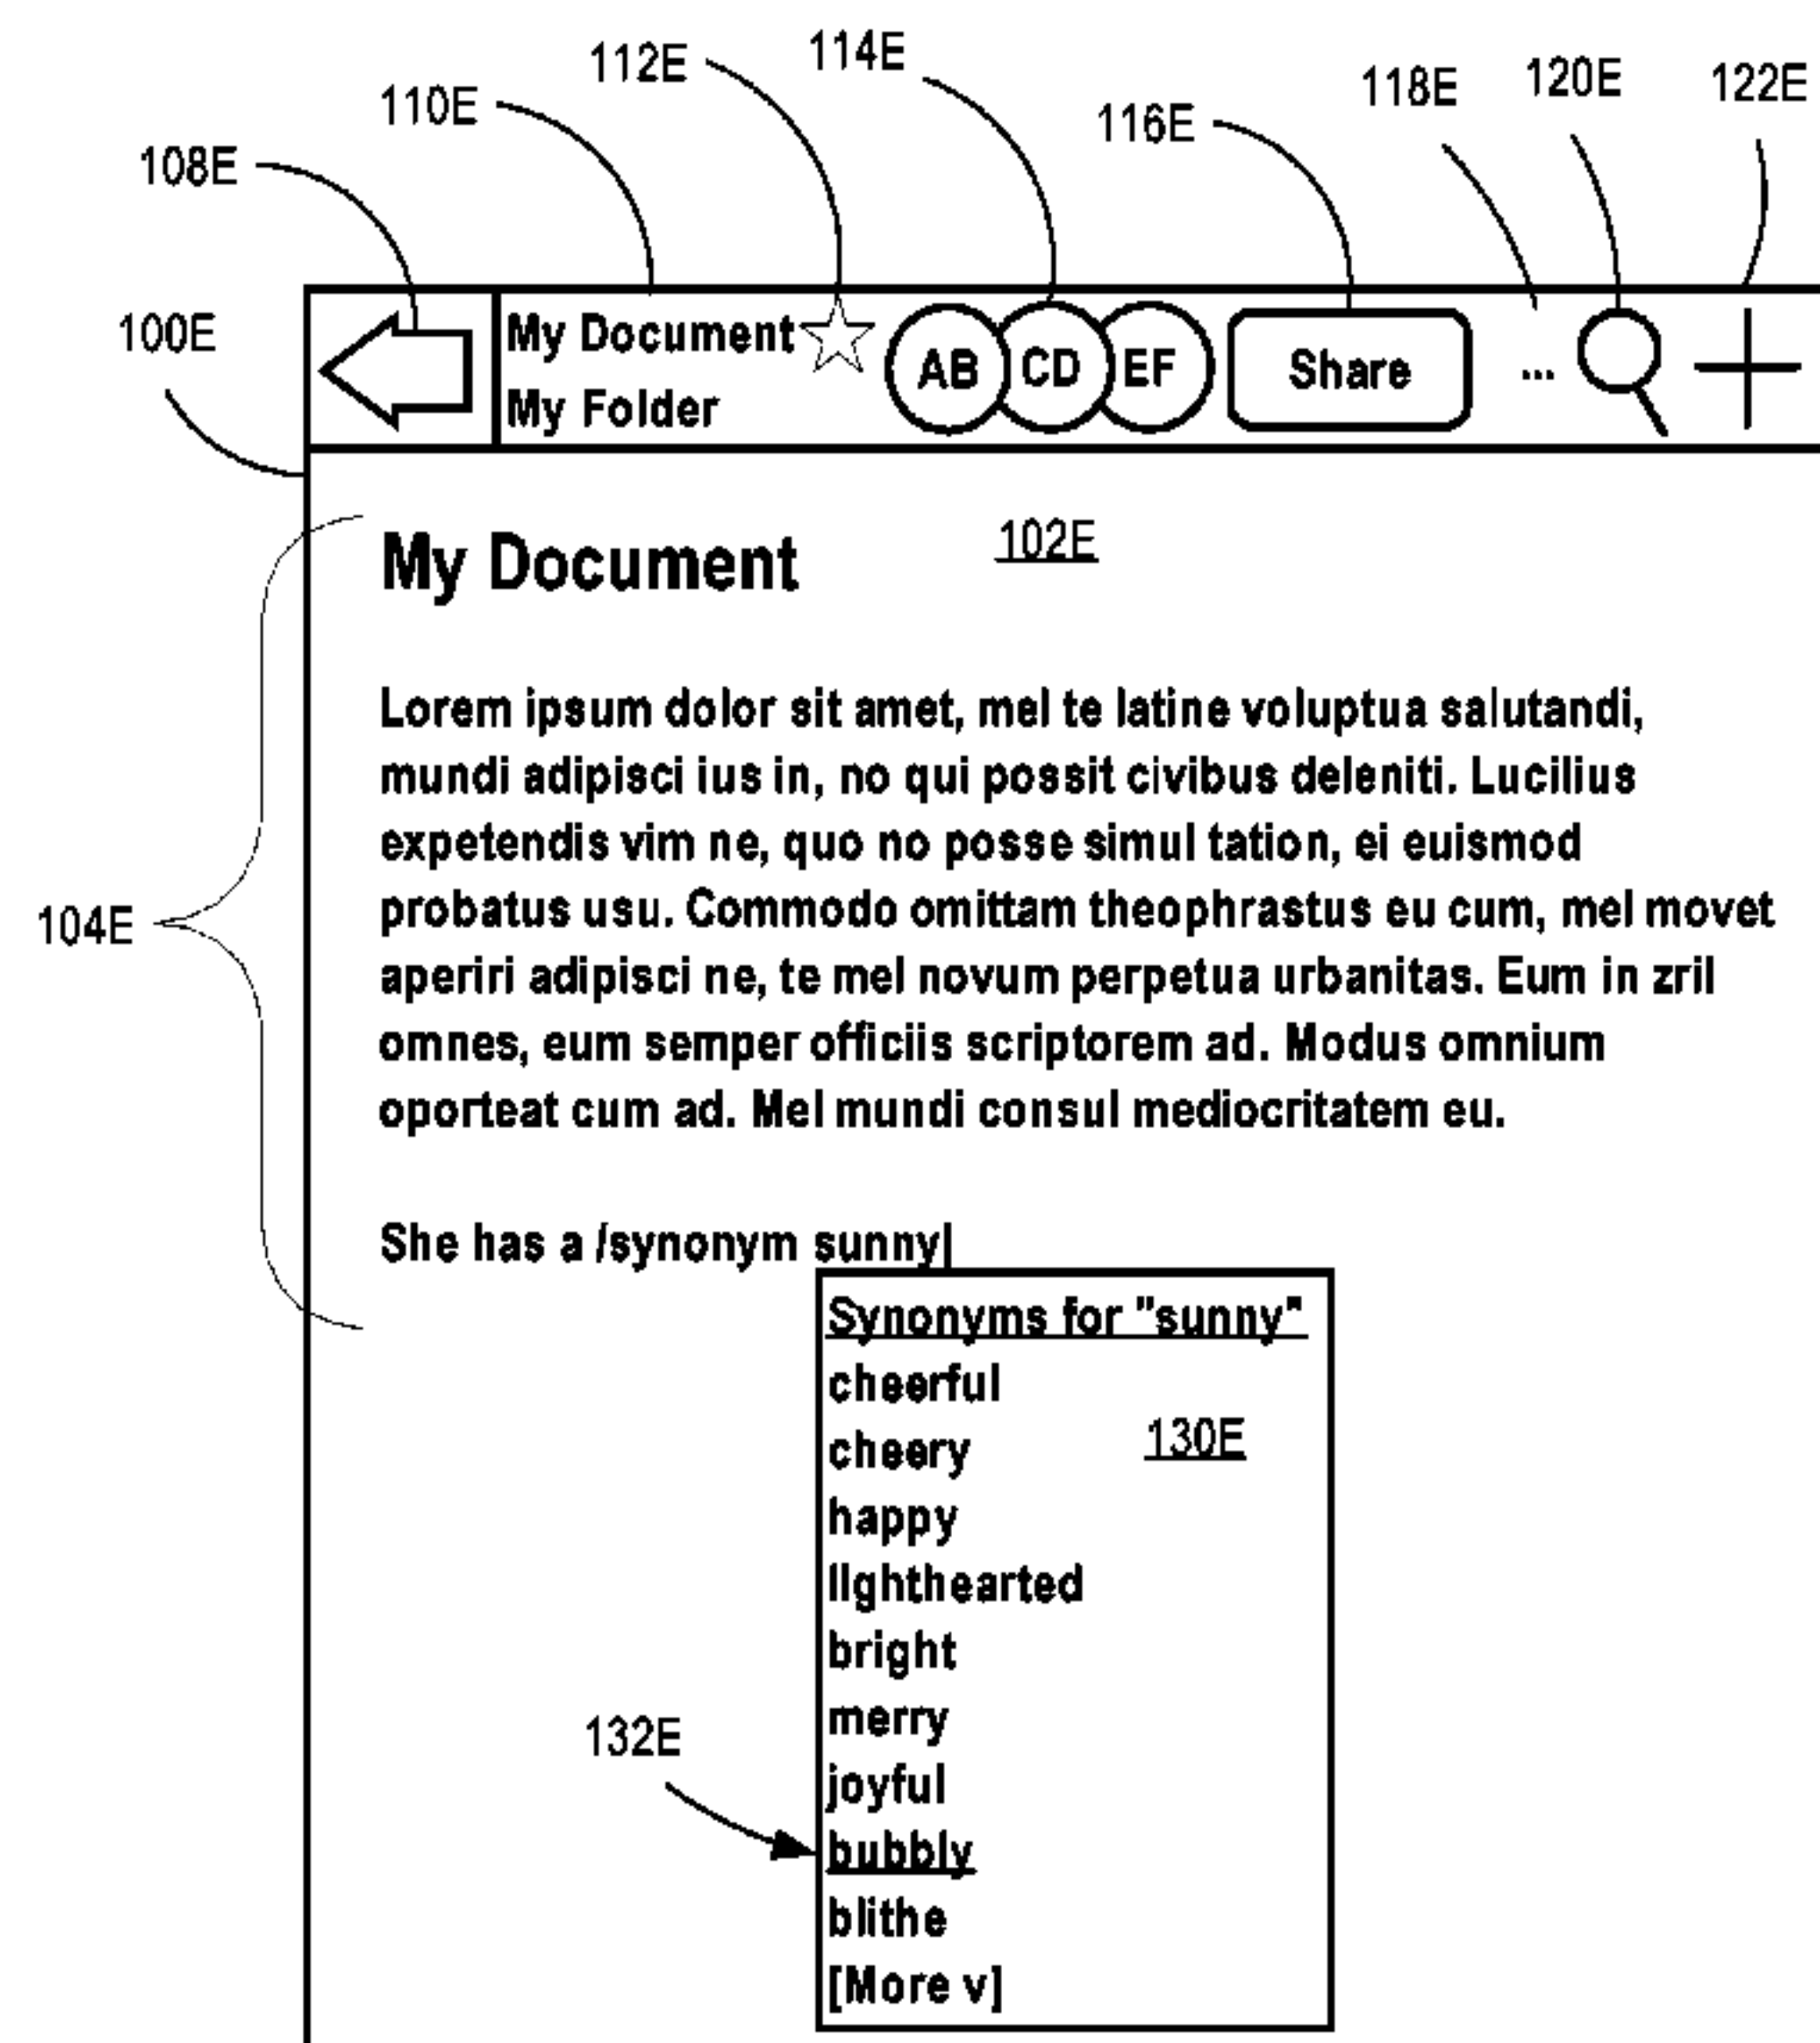 112E
114E
110E
116E
118E
120E
122E
108E
100E
My Document
My Folder
AB
CD
EF
Share
...
My Document
102E
Lorem ipsum dolor sit amet, mel te latine voluptua salutandi,
mundi adipisci ius in, no qui possit civibus deleniti. Lucilius
expetendis vim ne, quo no posse simul tation, ei euismod
probatus usu. Commodo omittam theophrastus eu cum, mel movet
104E
aperiri adipisci ne, te mel novum perpetua urbanitas. Eum in zril
omnes, eum semper officiis scriptorem ad. Modus omnium
oporteat cum ad. Mel mundi consul mediocritatem eu.
She has a /synonym sunny
Synonyms for "sunny"
cheerful
130E
cheery
happy
lighthearted
bright
merry
132E
joyful
bubbly
blithe
[More v]